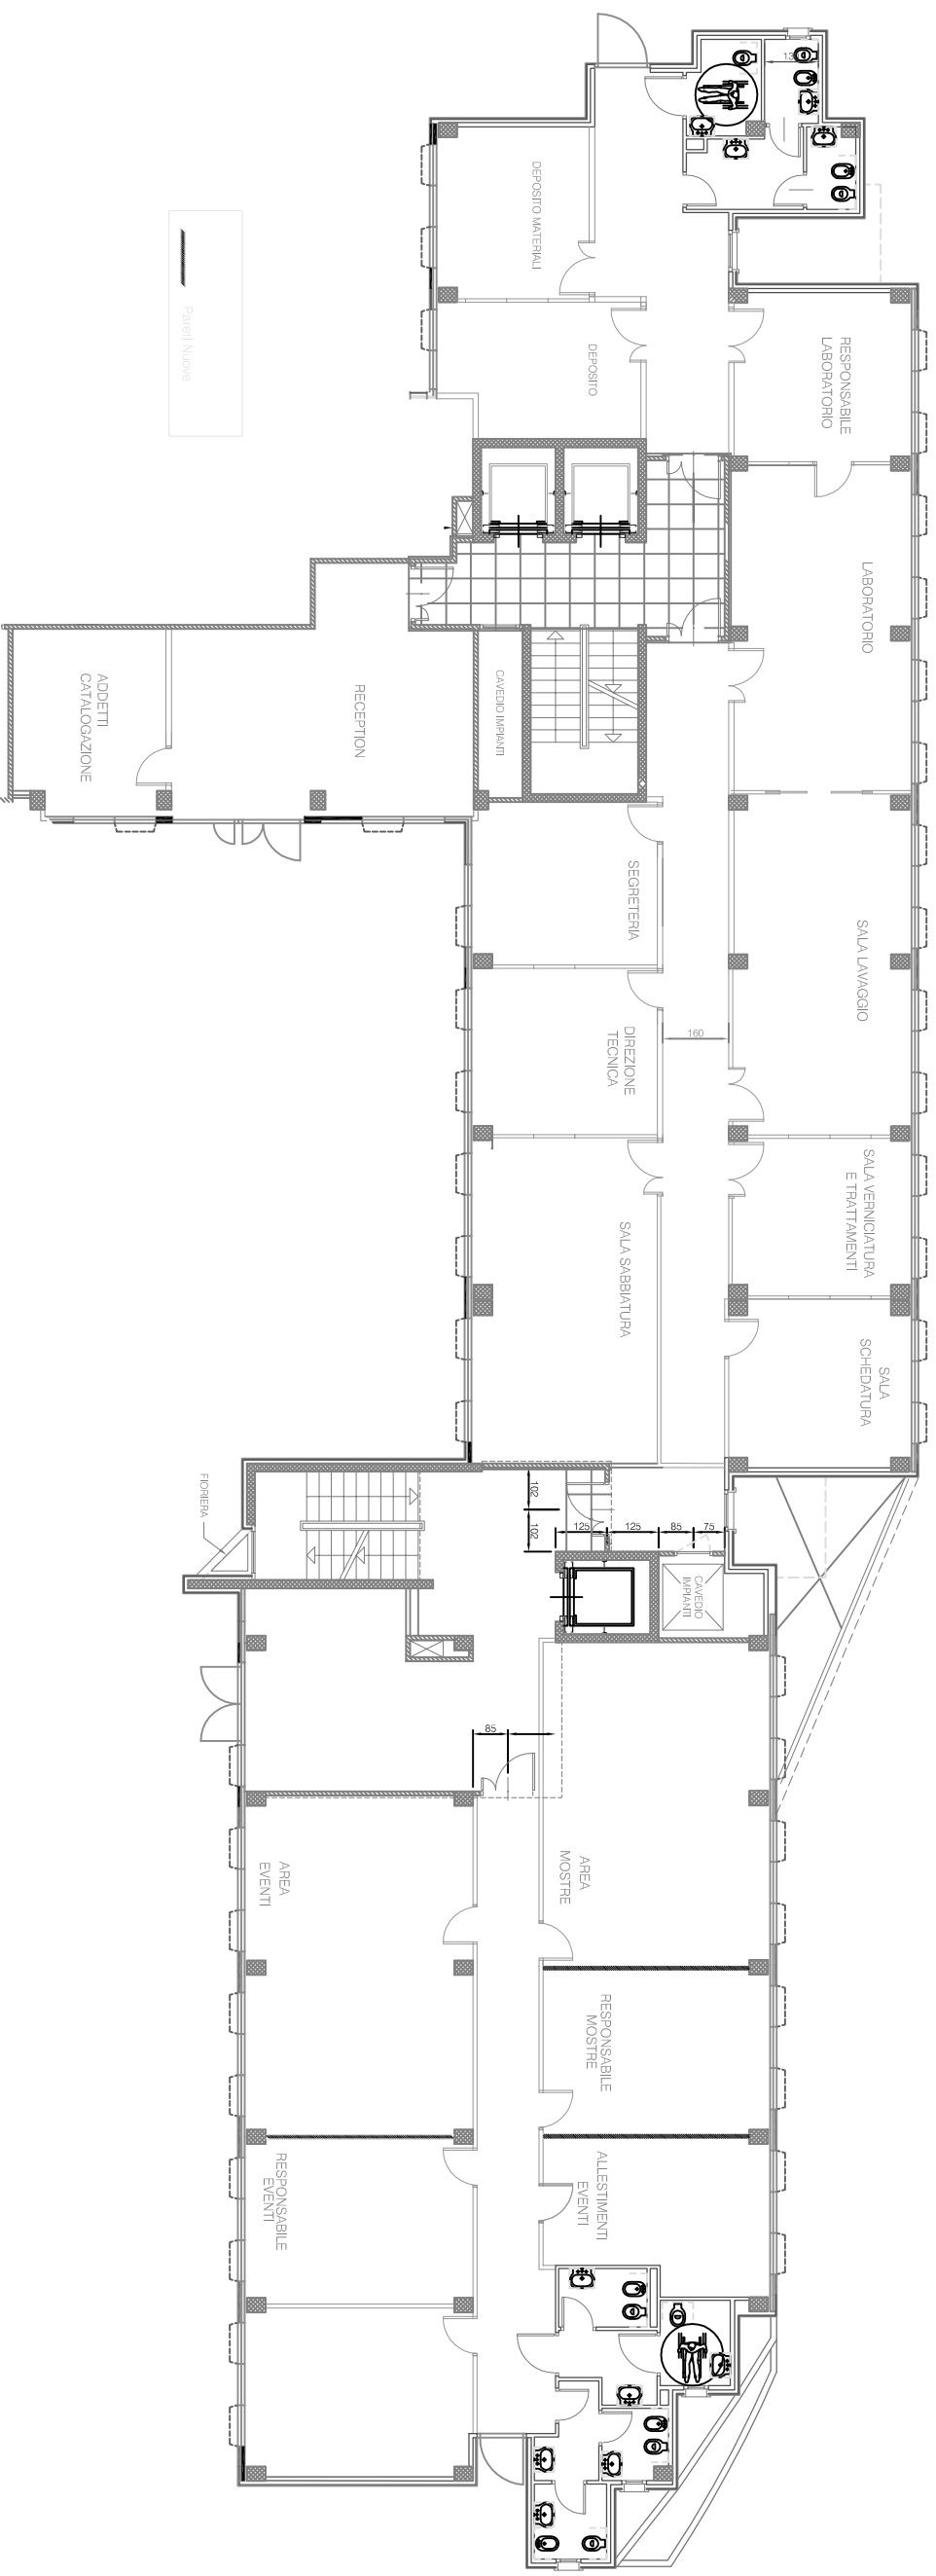 13
DEPOSITO MATERIALI
Pareti Nuove
DEPOSITO
RESPONSABILE
LABORATORIO
LABORATORIO
ADDETTI
CATALOGAZIONE
RECEPTION
CAVEDIO IMPIANTI
SEGRETERIA
SALA LAVAGGIO
DIREZIONE
TECNICA
160
SALA VERNICIATURA
E TRATTAMENTI
SALA SABBIATURA
SALA
SCHEDATURA
FIORIERA
102
102
125
125
85
75
CAVEDIO
IMPIANTI
85
AREA
MOSTRE
AREA
EVENTI
RESPONSABILE
MOSTRE
ALLESTIMENTI
EVENTI
RESPONSABILE
EVENTI